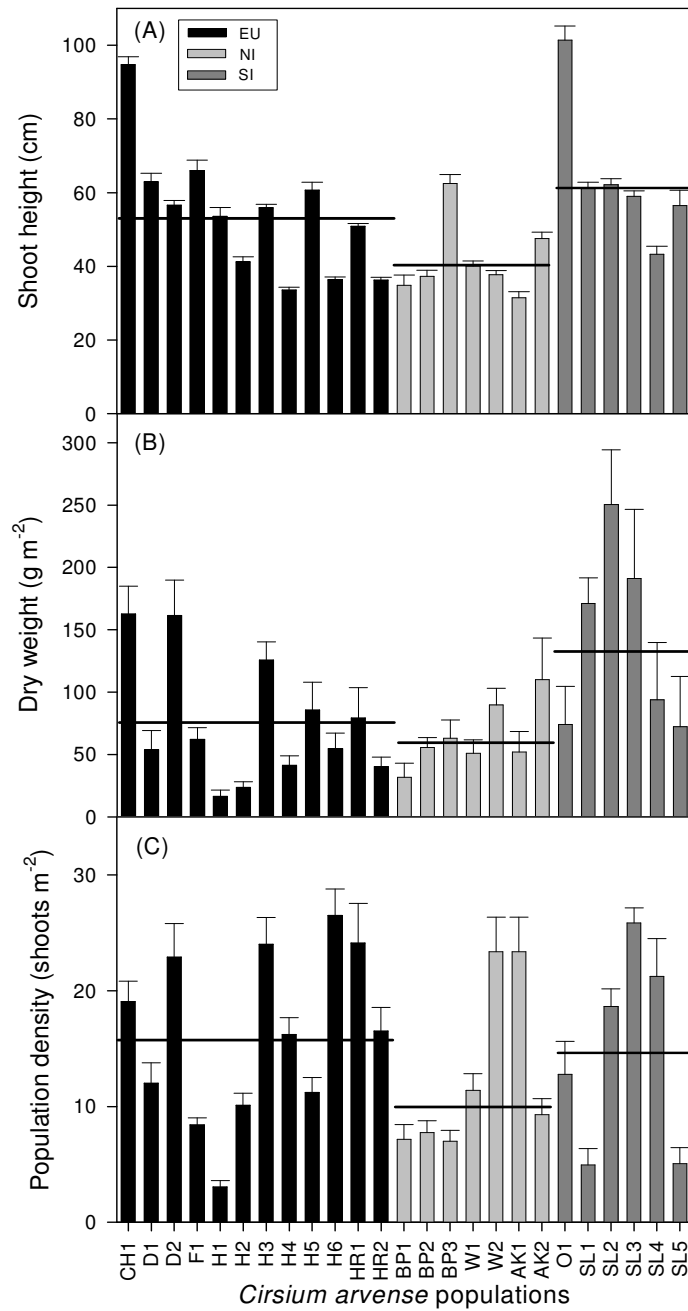 (A)
EU
NI
SI
Shoot height (cm)
100
80
60
40
20
0
(B)
Dry weight (g m-2)
300
250
200
150
100
50
0
(C)
Population density (shoots m-2)
30
20
10
0
CH1
D1
D2
F1
H1
H2
H3
H4
H5
H6
HR1
HR2
BP1
BP2
BP3
W1
W2
AK1
AK2
O1
SL1
SL2
SL3
SL4
SL5
Cirsium arvense populations